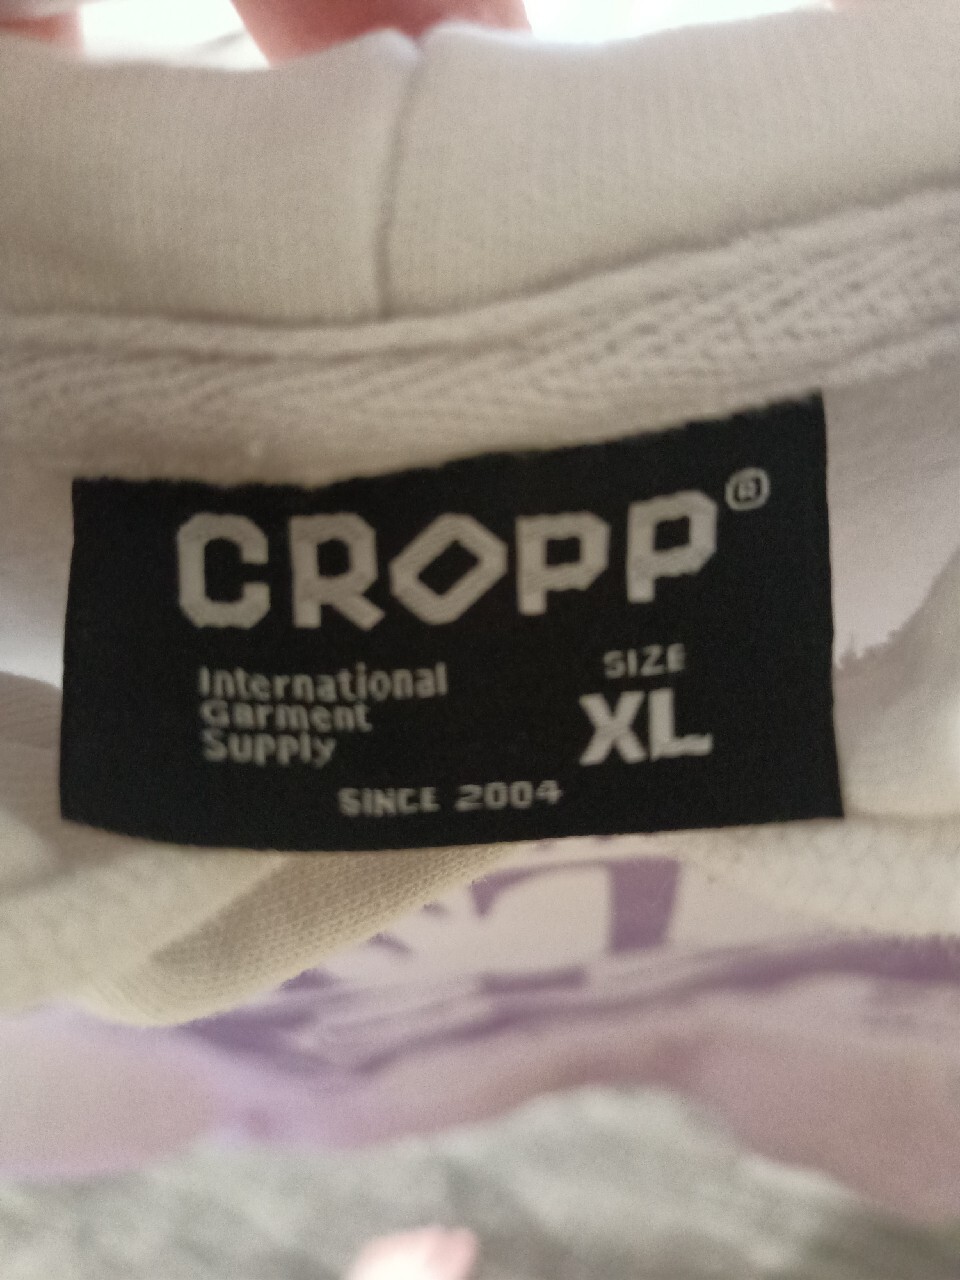 CROPP®
International
Garment
Supply
SIZE
XL
SINCE 2004